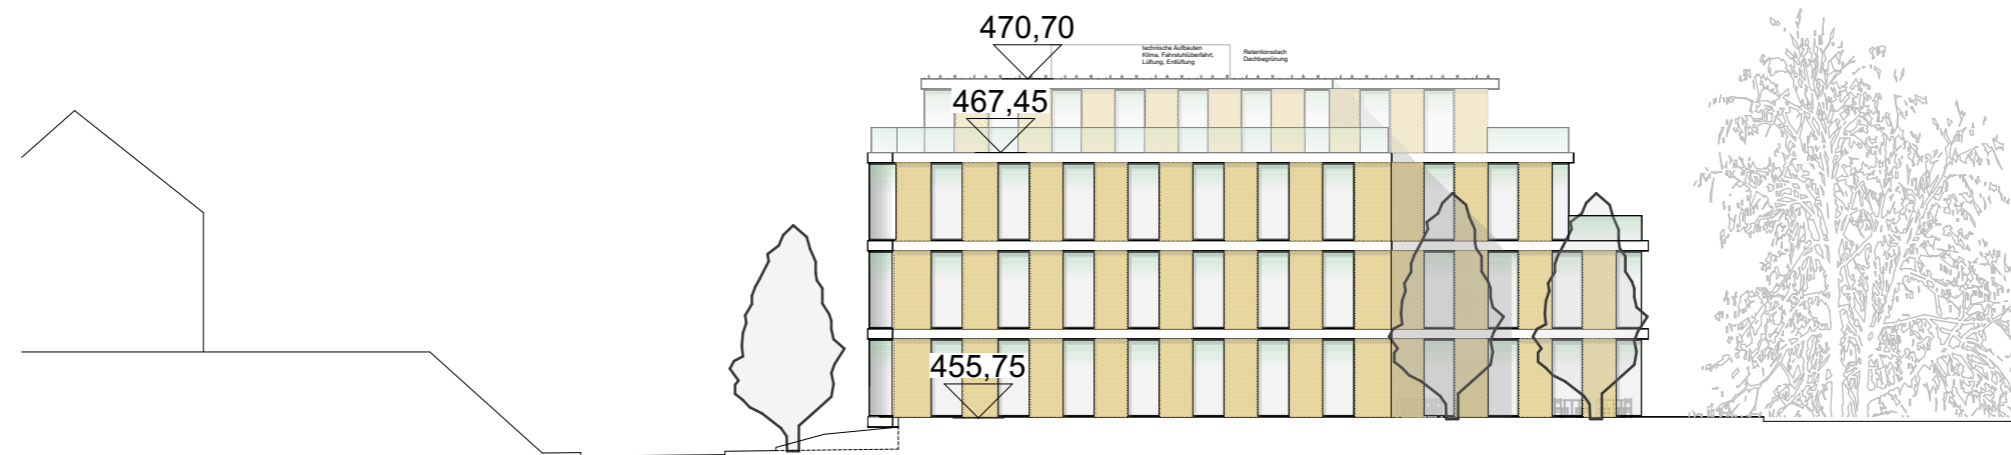 470,70
technische Aufbauten
Klima, Fahrstuhlüberfahrt,
Lüftung, Entlüftung
Retentionsdach
Dachbegrünung
467,45
455,75